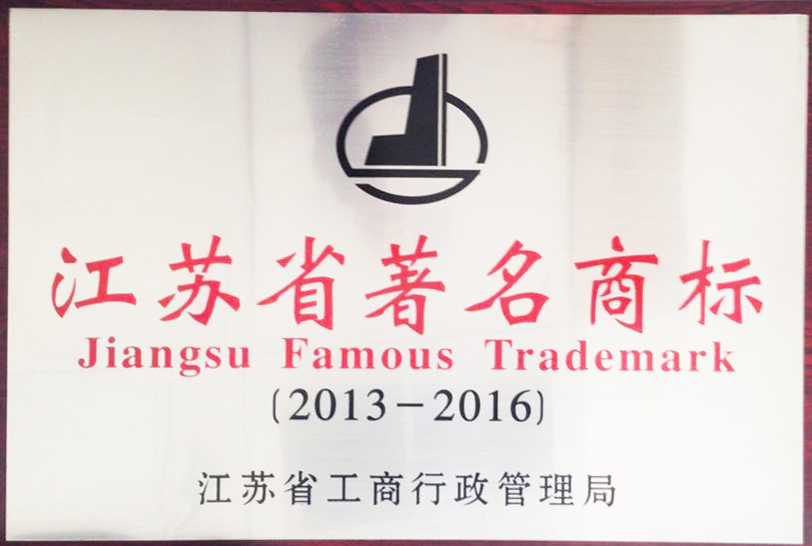 江苏省著名商标
Jiangsu Famous Trademark
(2013-2016)
江苏省工商行政管理局